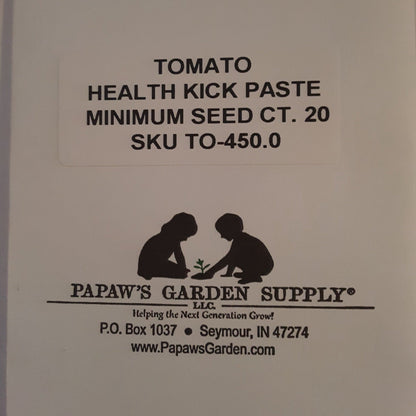 TOMATO
HEALTH KICK PASTE
MINIMUM SEED CT. 20
SKU TO-450.0
PAPAW'S GARDEN SUPPLY®
LLC.
Helping the Next Generation Grow!
P.O. Box 1037 ● Seymour, IN 47274
www.PapawsGarden.com